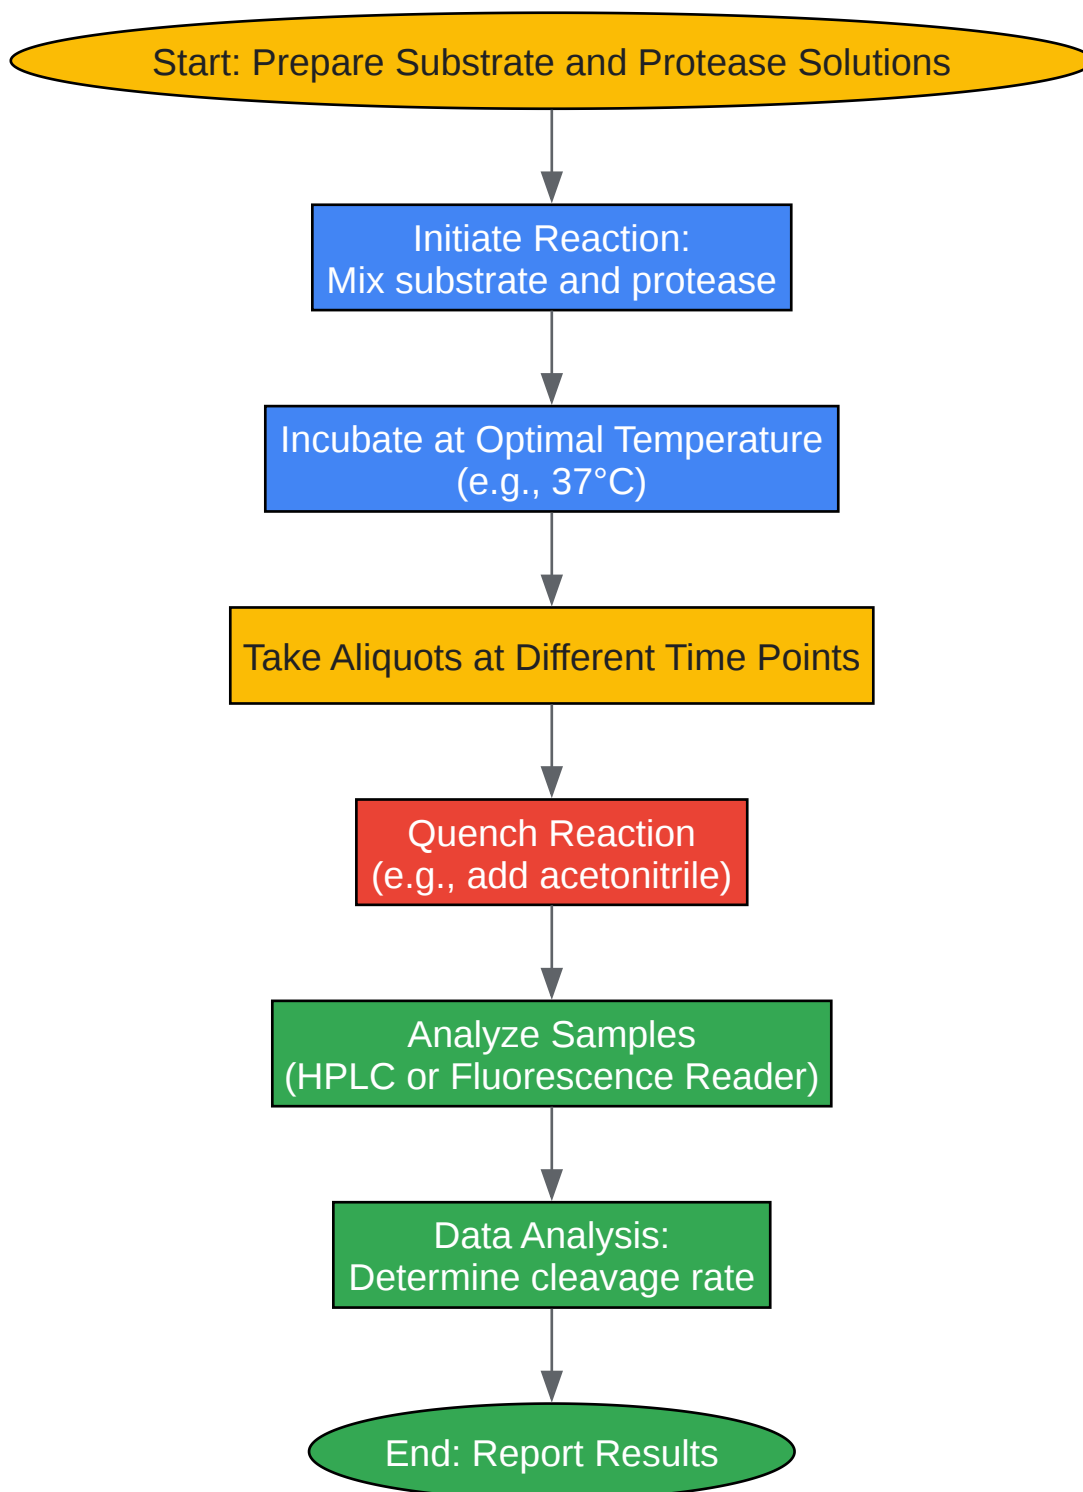 Start: Prepare Substrate and Protease Solutions
Initiate Reaction:
Mix substrate and protease
Incubate at Optimal Temperature
(e.g., 37°C)
Take Aliquots at Different Time Points
Quench Reaction
(e.g., add acetonitrile)
Analyze Samples
(HPLC or Fluorescence Reader)
Data Analysis:
Determine cleavage rate
End: Report Results